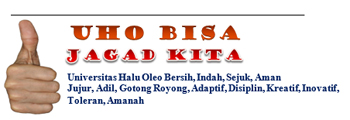 UHO BISA
JAGAD KITA
Universitas Halu Oleo Bersih, Indah, Sejuk, Aman
Jujur, Adil, Gotong Royong, Adaptif, Disiplin, Kreatif, Inovatif,
Toleran, Amanah